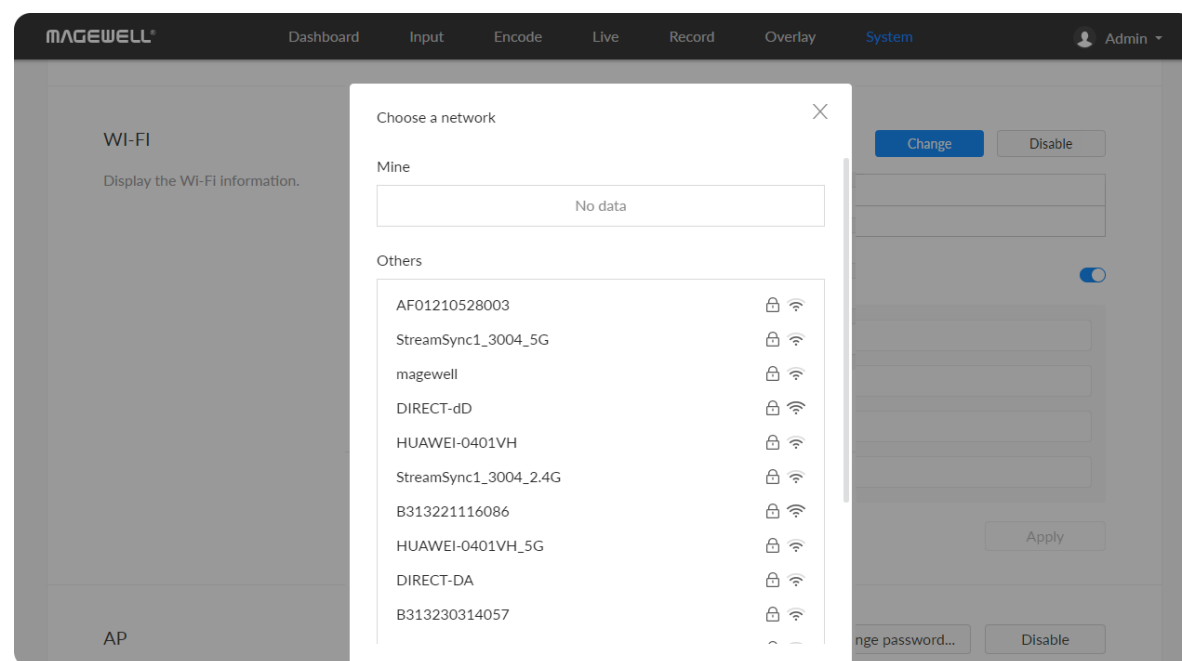 MAGEWELL®
Dashboard Input Encode Live Record Overlay System Admin
WI-FI
Display the Wi-Fi information.
Change Disable
Choose a network
Mine
No data
Others
AF01210528003
StreamSync1_3004_5G
magewell
DIRECT-dD
HUAWEI-0401VH
StreamSync1_3004_2.4G
B313221116086
HUAWEI-0401VH_5G
DIRECT-DA
B313230314057
Apply
AP
nge password... Disable